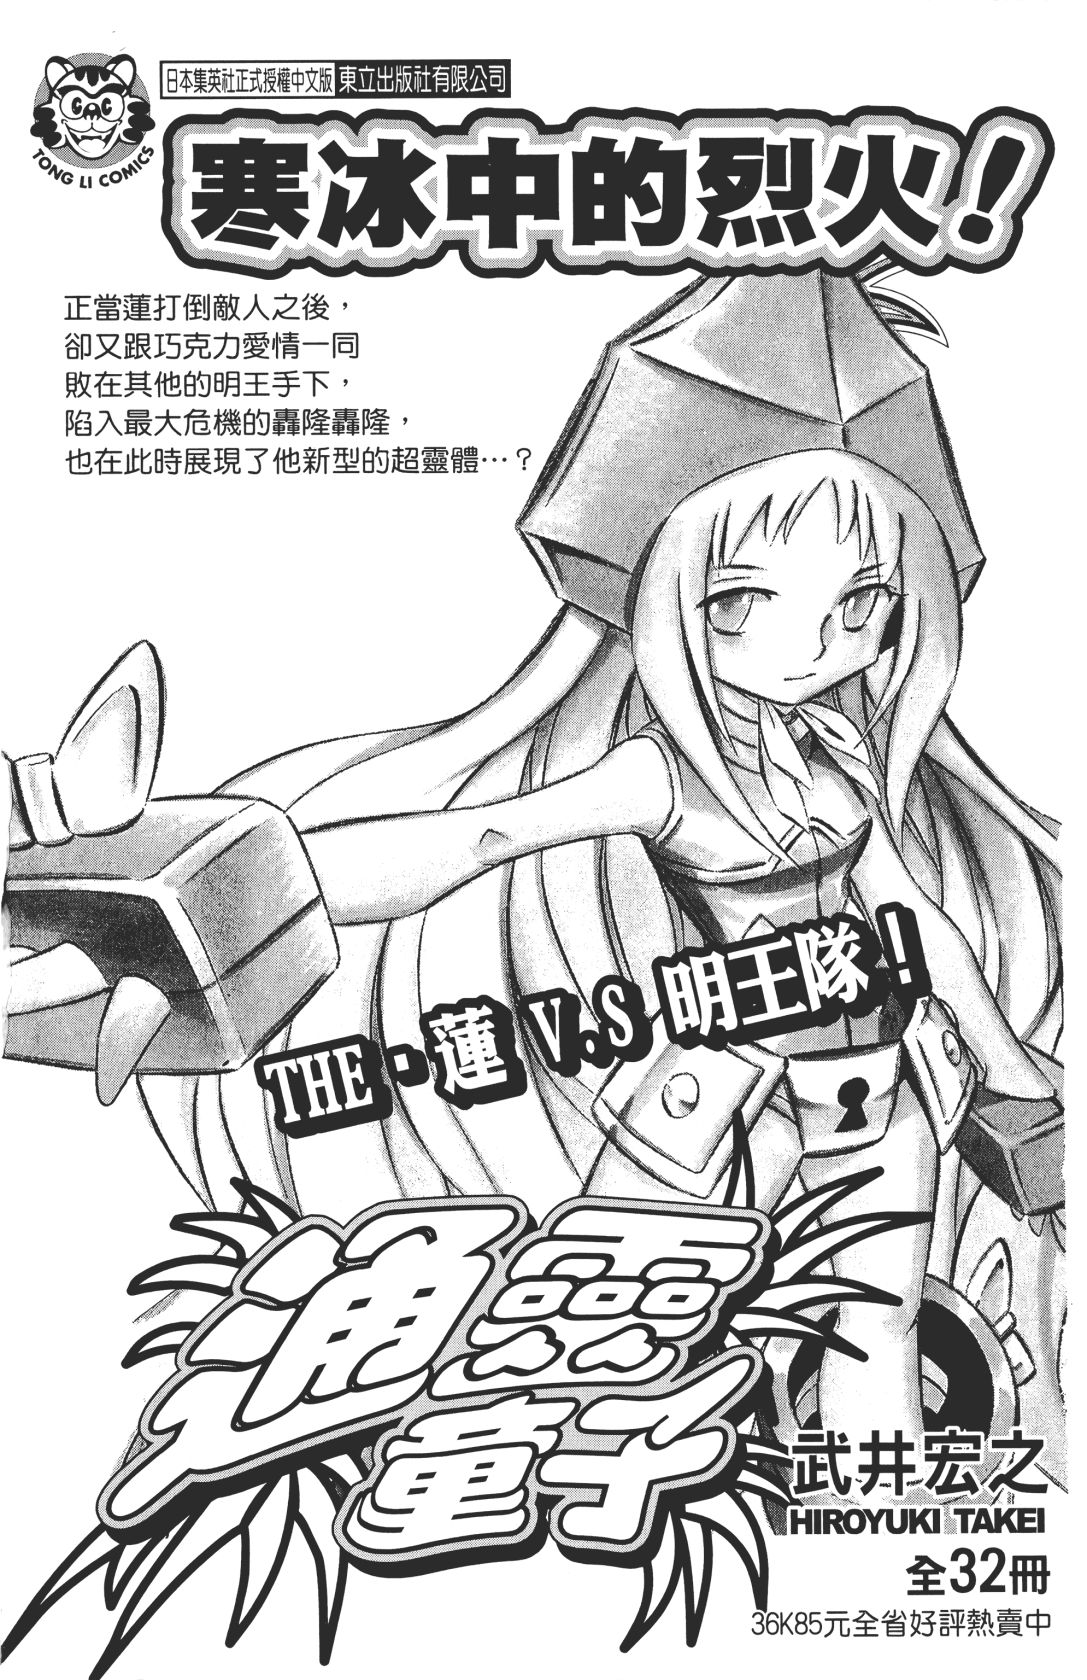 日本集英社正式授權中文版 東立出版社有限公司
TONG LI COMICS
寒冰中的烈火!
正當蓮打倒敵人之後,
卻又跟巧克力愛情一同
敗在其他的明王手下,
陷入最大危機的轟隆轟隆,
也在此時展現了他新型的超靈體…?
THE・蓮 V.S 明王隊!
通靈
童子
武井宏之
HIROYUKI TAKEI
全32冊
36K85元全省好評熱賣中